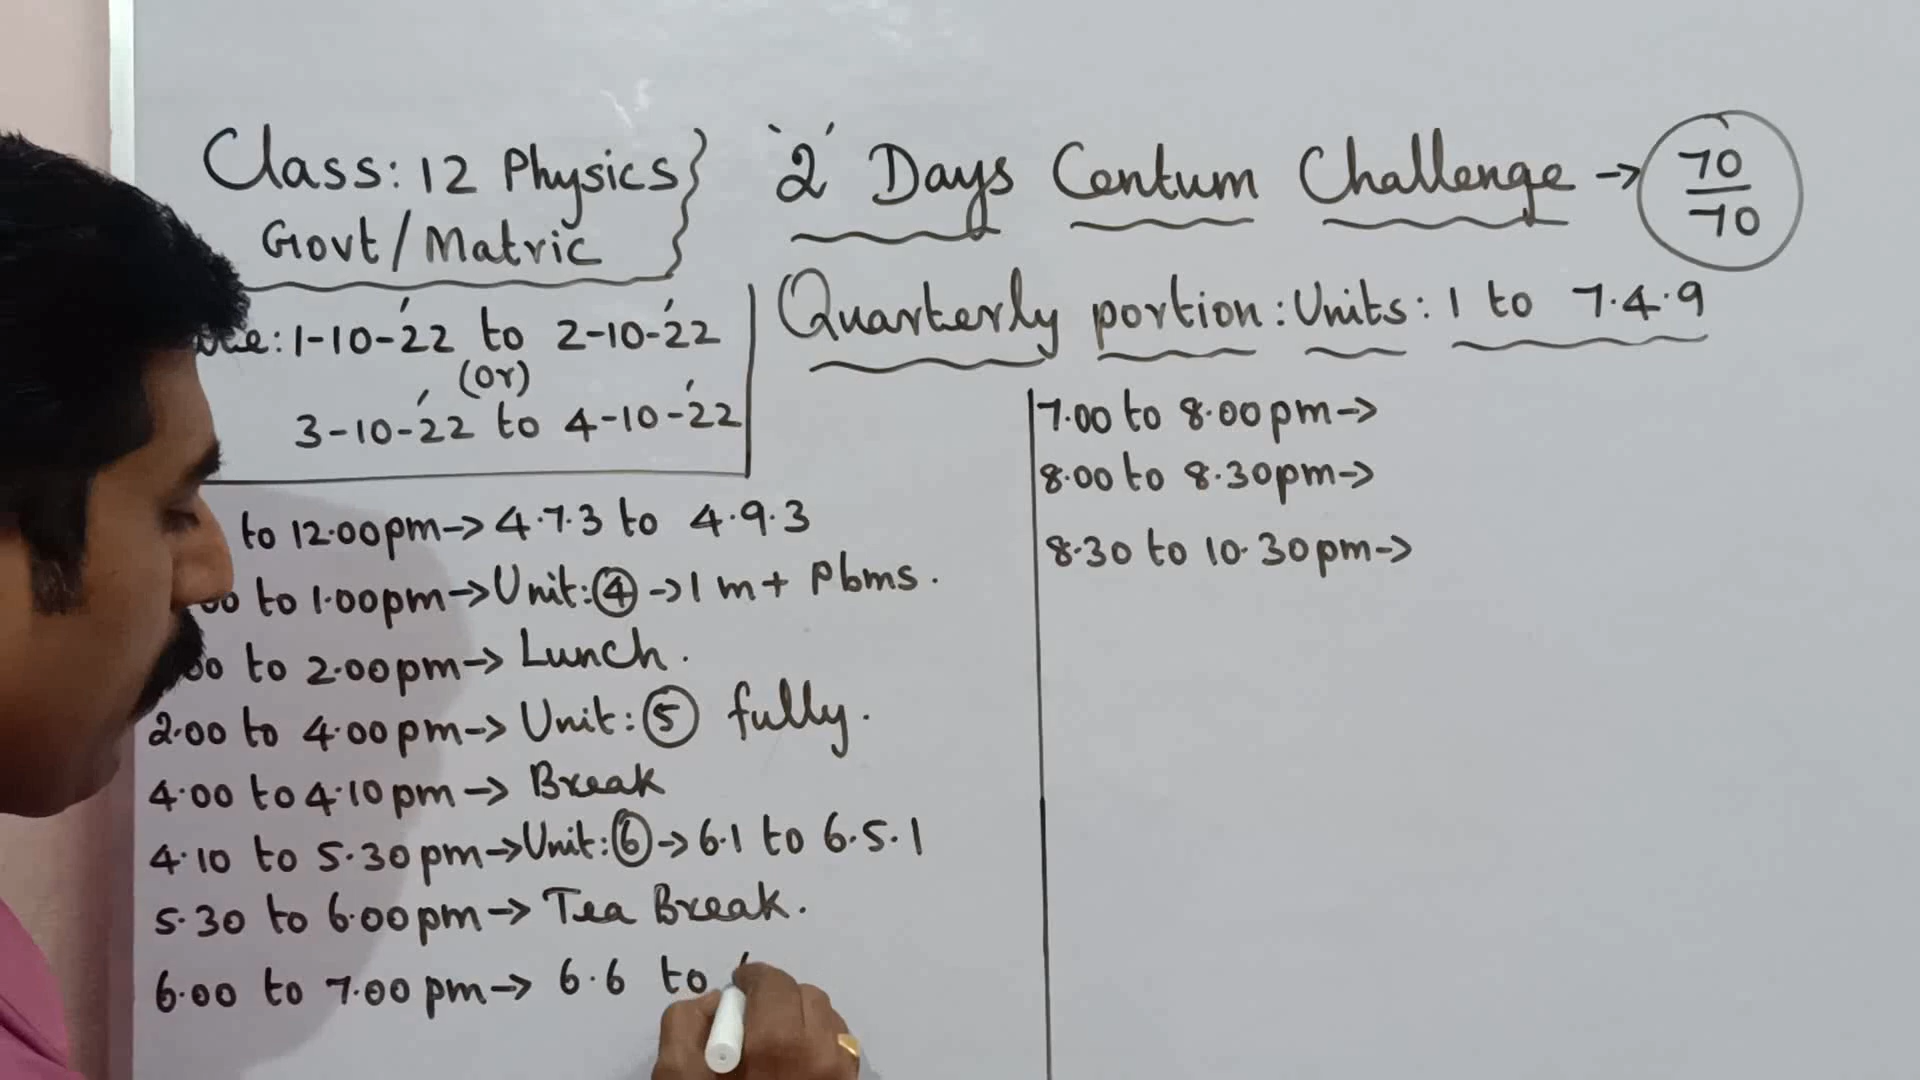 Class: 12 Physics
Govt/Matric
'2' Days Centum Challenge → 70/70
Quarterly portion: Units: 1 to 7.4.9
1-10-'22 to 2-10-'22
(Or)
3-10-'22 to 4-10-'22
to 12.00pm→ 4.7.3 to 4.9.3
to 1.00pm→ Unit: 4 → 1 m + Pbms.
to 2.00pm→ Lunch.
2.00 to 4.00pm→ Unit: 5 fully.
4.00 to 4.10pm→ Break
4.10 to 5.30pm→ Unit: 6 → 6.1 to 6.5.1
5.30 to 6.00pm→ Tea Break.
6.00 to 7.00pm→ 6.6 to
7.00 to 8.00pm→
8.00 to 8.30pm→
8.30 to 10.30pm→